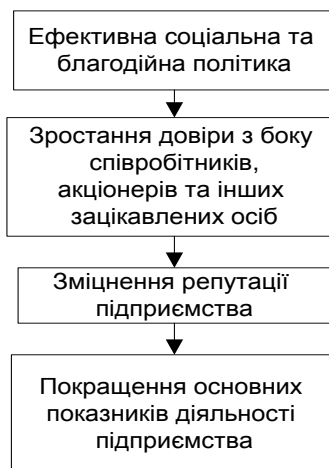 Ефективна соціальна та
благодійна політика
Зростання довіри з боку
співробітників,
акціонерів та інших
зацікавлених осіб
Зміцнення репутації
підприємства
Покращення основних
показників діяльності
підприємства